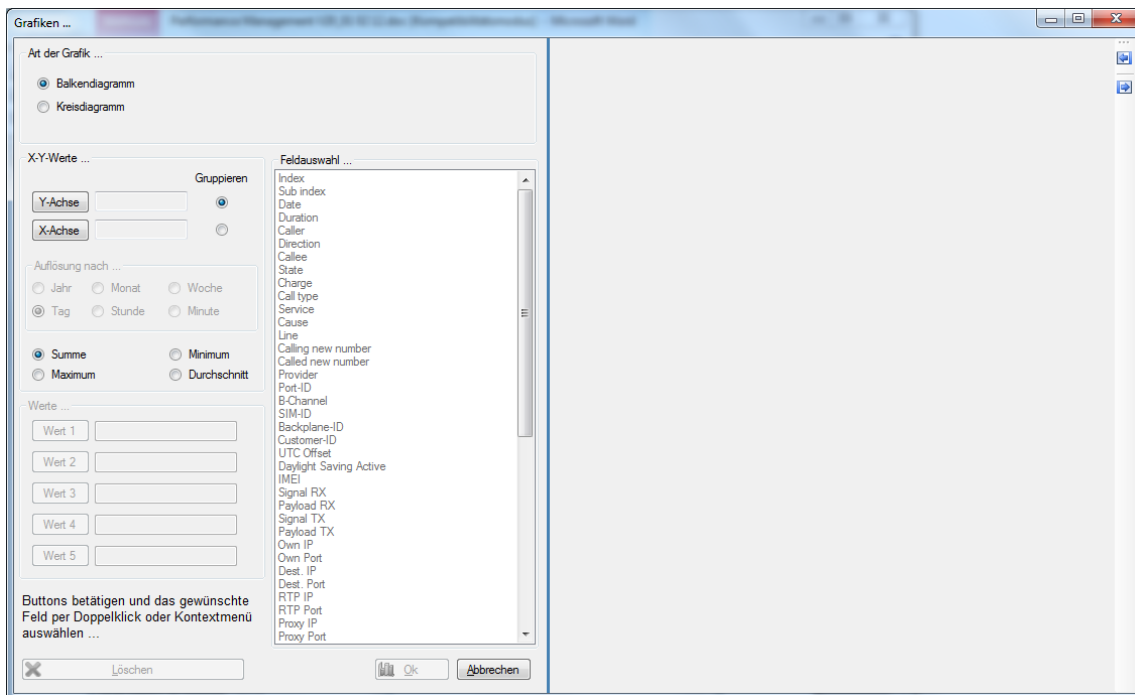 Grafiken ...
Art der Grafik ...
Balkendiagramm
Kreisdiagramm
X-Y-Werte ...
Gruppieren
Y-Achse
X-Achse
Auflösung nach ...
Jahr Monat Woche
Tag Stunde Minute
Summe Minimum
Maximum Durchschnitt
Werte ...
Wert 1
Wert 2
Wert 3
Wert 4
Wert 5
Buttons betätigen und das gewünschte
Feld per Doppelklick oder Kontextmenü
auswählen ...
Feldauswahl ...
Index
Sub index
Date
Duration
Caller
Direction
Callee
State
Charge
Call type
Service
Cause
Line
Calling new number
Called new number
Provider
Port-ID
B-Channel
SIM-ID
Backplane-ID
Customer-ID
UTC Offset
Daylight Saving Active
IMEI
Signal RX
Payload RX
Signal TX
Payload TX
Own IP
Own Port
Dest. IP
Dest. Port
RTP IP
RTP Port
Proxy IP
Proxy Port
Löschen Ok Abbrechen